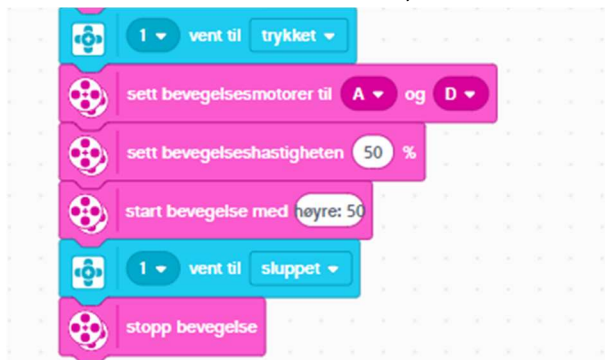 1 vent til trykket
sett bevegelsesmotorer til A og D
sett bevegelseshastigheten 50 %
start bevegelse med høyre: 50
1 vent til sluppet
stopp bevegelse